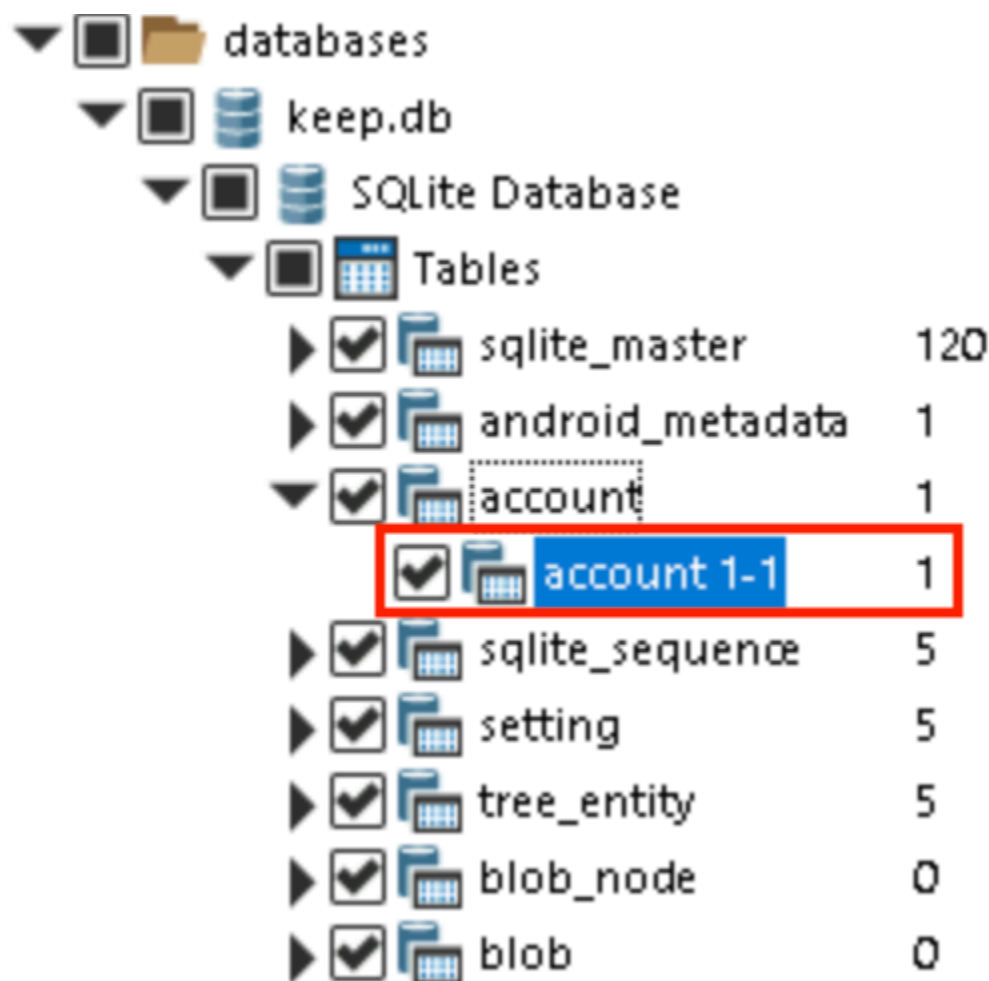 databases
keep.db
SQLite Database
Tables
sqlite_master 120
android_metadata 1
account 1
account 1-1 1
sqlite_sequence 5
setting 5
tree_entity 5
blob_node 0
blob 0